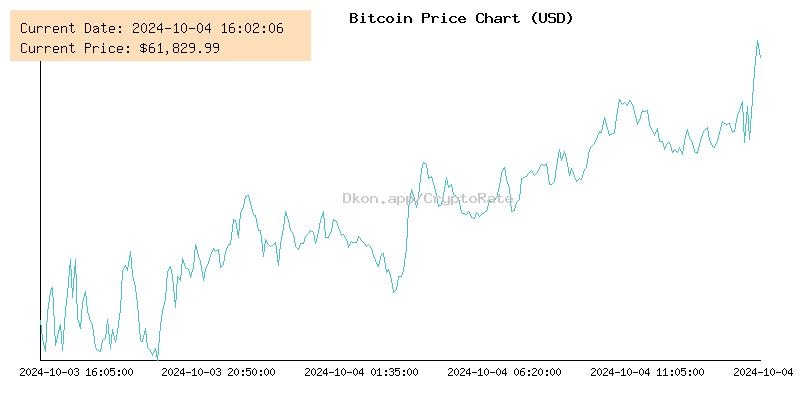 Bitcoin Price Chart (USD)
Current Date: 2024-10-04 16:02:06
Current Price: $61,829.99
Dkon.app/CryptoRate
2024-10-03 16:05:00
2024-10-03 20:50:00
2024-10-04 01:35:00
2024-10-04 06:20:00
2024-10-04 11:05:00
2024-10-04